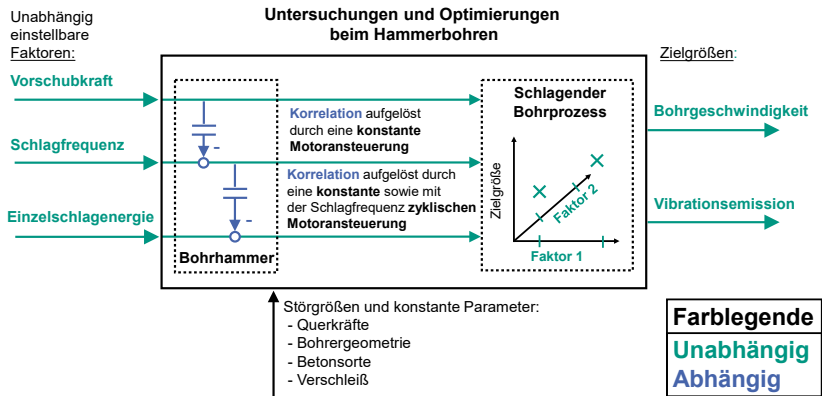 Unabhängig
einstellbare
Faktoren:
Untersuchungen und Optimierungen
beim Hammerbohren
Zielgrößen:
Vorschubkraft
Schlagfrequenz
Einzelschlagenergie
-
-
Bohrhammer
Korrelation aufgelöst
durch eine konstante
Motoransteuerung
Korrelation aufgelöst durch
eine konstante sowie mit
der Schlagfrequenz zyklischen
Motoransteuerung
Schlagender
Bohrprozess
Zielgröße
Faktor 2
Faktor 1
Bohrgeschwindigkeit
Vibrationsemission
Störgrößen und konstante Parameter:
- Querkräfte
- Bohrergeometrie
- Betonsorte
- Verschleiß
Farblegende
Unabhängig
Abhängig